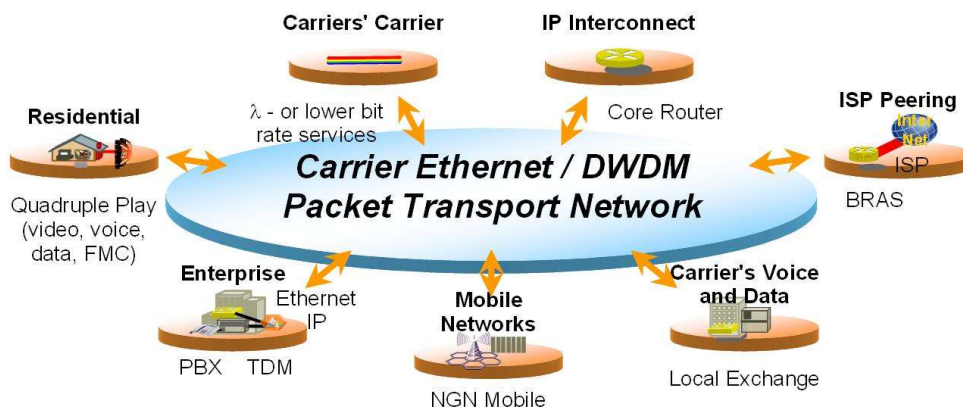 Carriers' Carrier
IP Interconnect
λ - or lower bit
rate services
Core Router
ISP Peering
Inter
Net
ISP
BRAS
Residential
Quadruple Play
(video, voice,
data, FMC)
Carrier Ethernet / DWDM
Packet Transport Network
Enterprise
Ethernet
IP
PBX TDM
Mobile
Networks
NGN Mobile
Carrier's Voice
and Data
Local Exchange